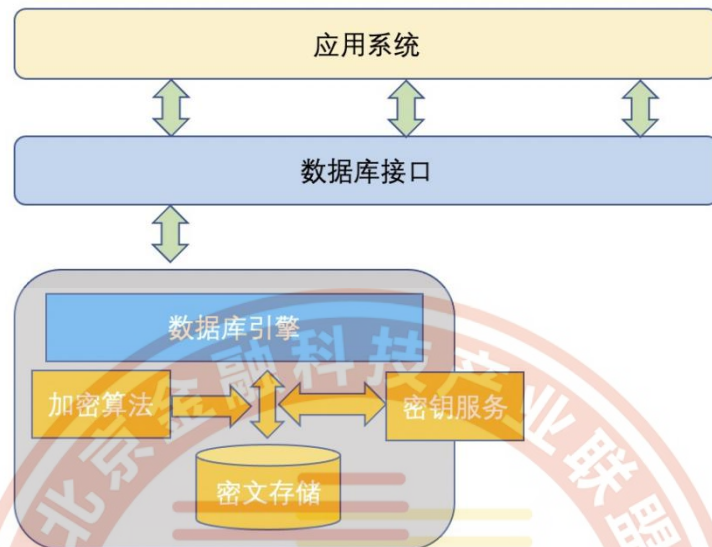 应用系统
数据库接口
数据库引擎
加密算法
密钥服务
密文存储
北京金融科技产业联盟